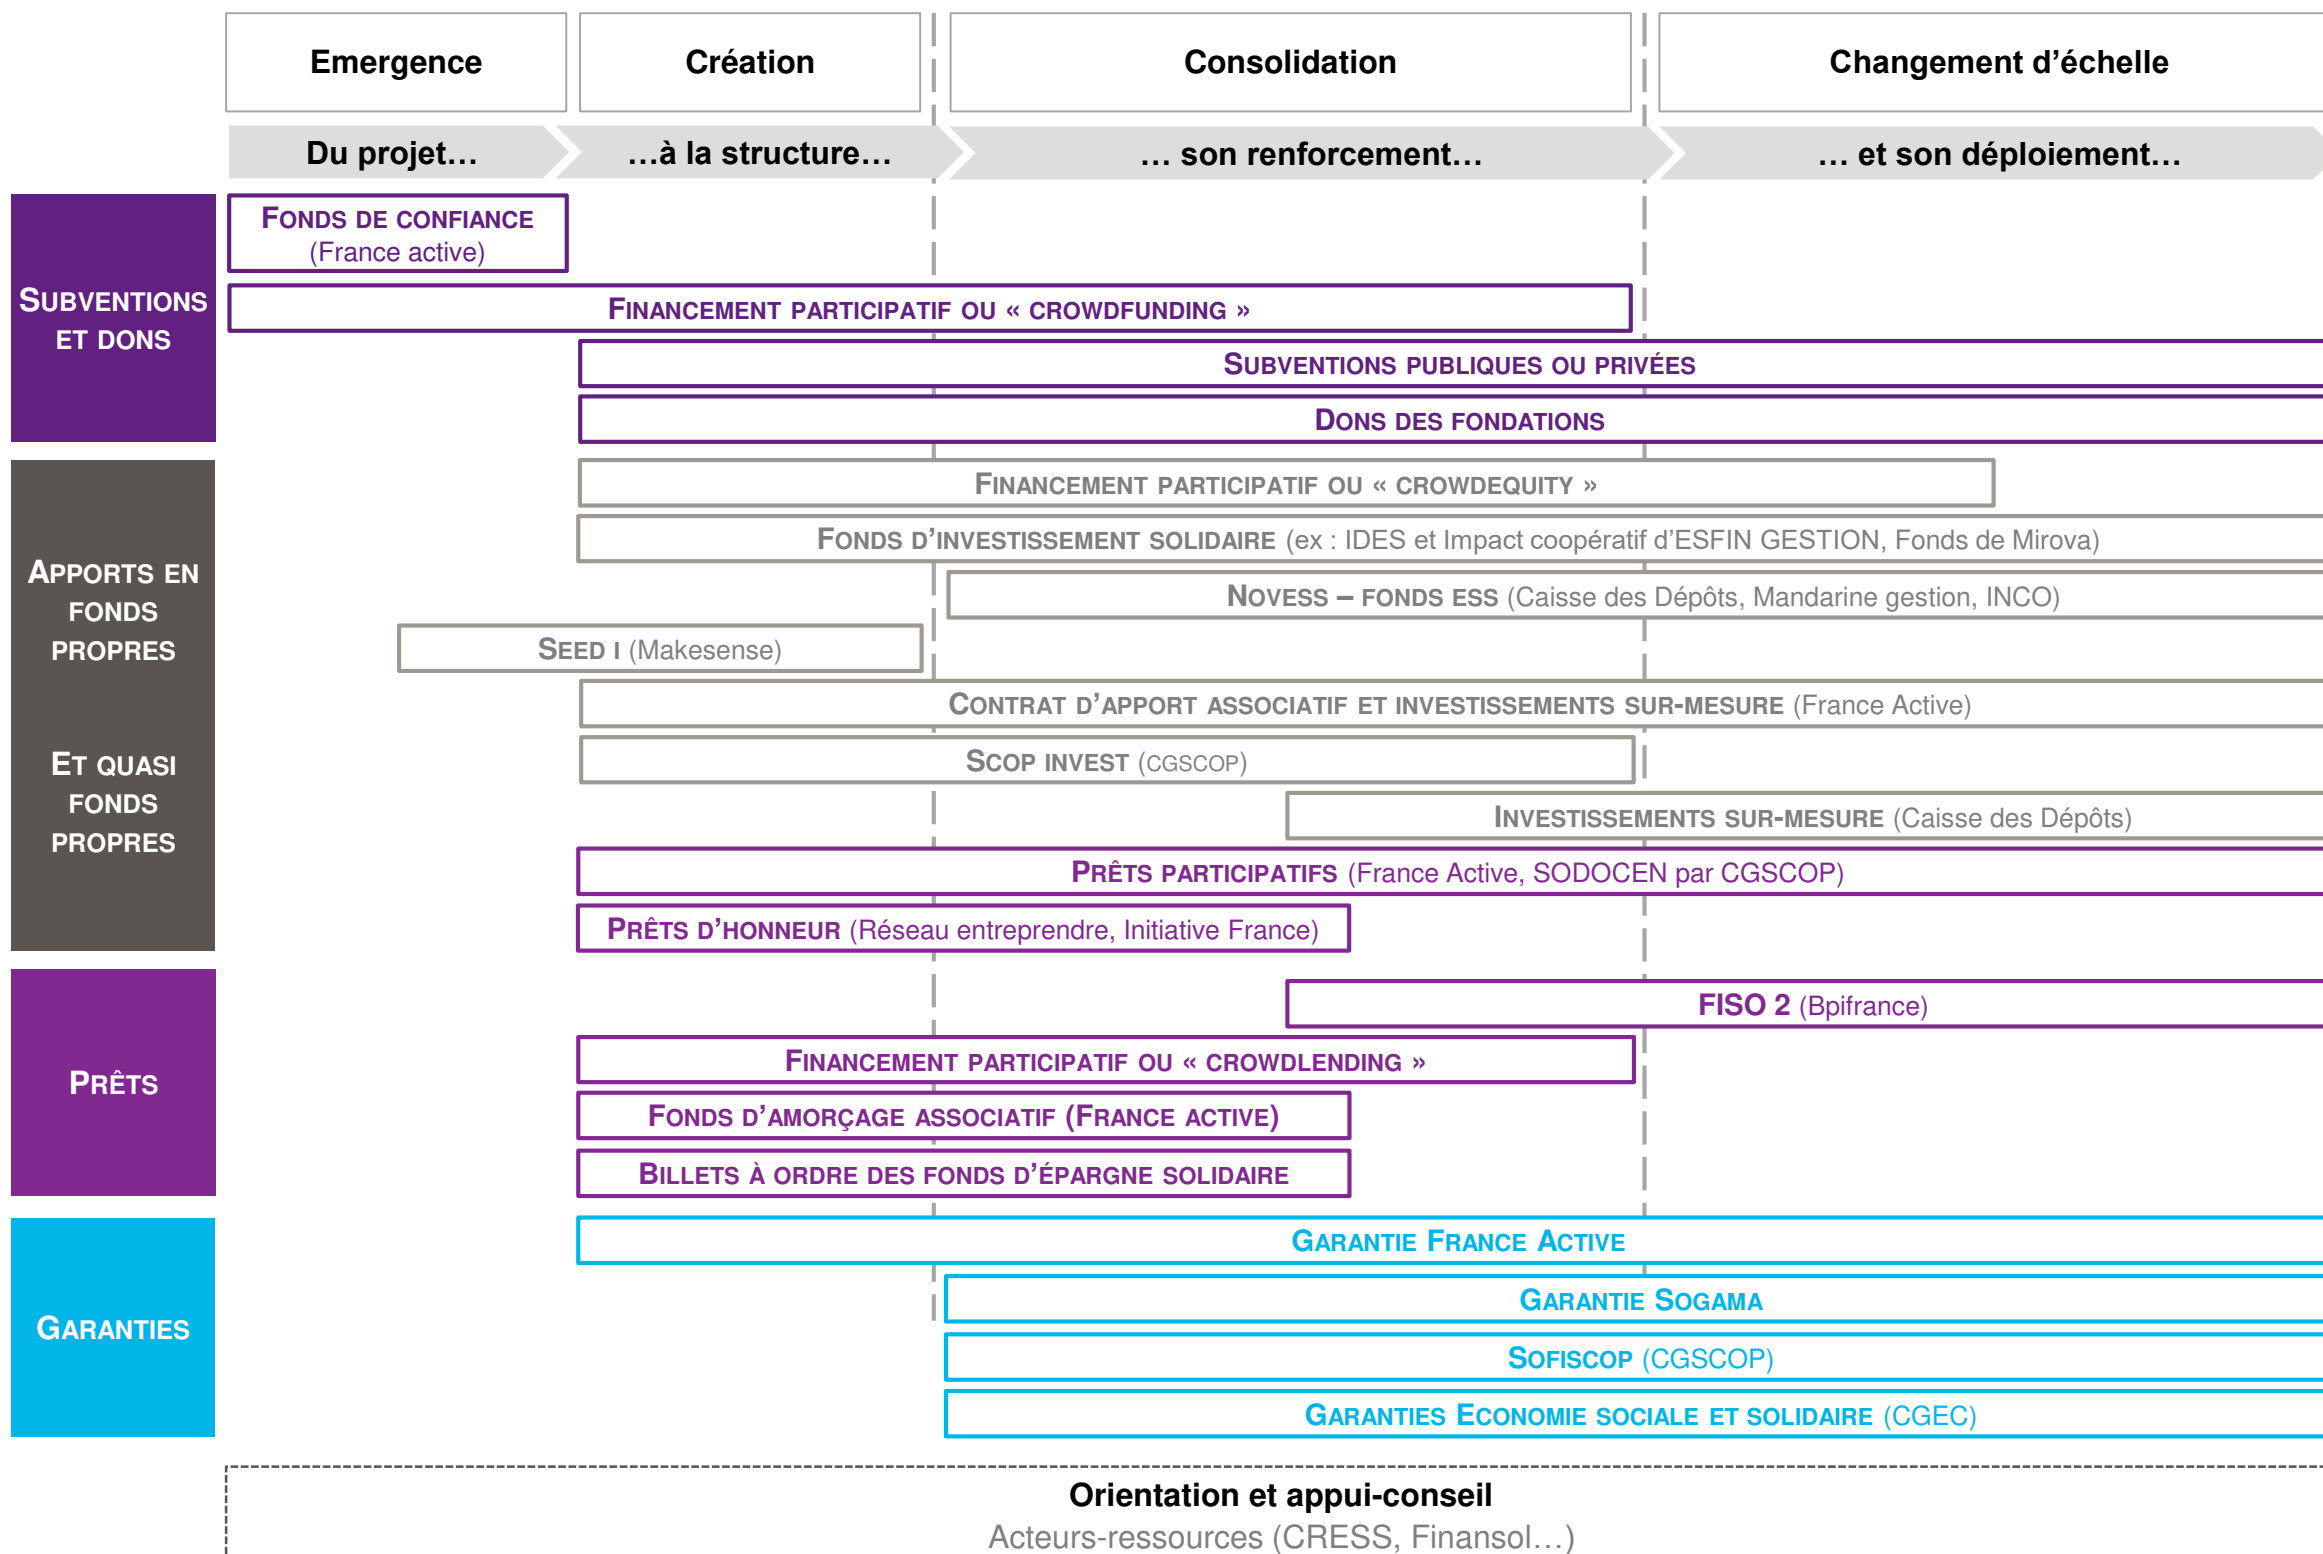 Emergence
Création
Consolidation
Changement d’échelle
Du projet…
…à la structure…
… son renforcement…
… et son déploiement…
SUBVENTIONS
ET DONS
FONDS DE CONFIANCE
(France active)
FINANCEMENT PARTICIPATIF OU « CROWDFUNDING »
SUBVENTIONS PUBLIQUES OU PRIVÉES
DONS DES FONDATIONS
APPORTS EN
FONDS
PROPRES
ET QUASI
FONDS
PROPRES
FINANCEMENT PARTICIPATIF OU « CROWDEQUITY »
FONDS D’INVESTISSEMENT SOLIDAIRE (ex : IDES et Impact coopératif d’ESFIN GESTION, Fonds de Mirova)
NOVESS – FONDS ESS (Caisse des Dépôts, Mandarine gestion, INCO)
SEED I (Makesense)
CONTRAT D’APPORT ASSOCIATIF ET INVESTISSEMENTS SUR-MESURE (France Active)
SCOP INVEST (CGSCOP)
INVESTISSEMENTS SUR-MESURE (Caisse des Dépôts)
PRÊTS PARTICIPATIFS (France Active, SODOCEN par CGSCOP)
PRÊTS D’HONNEUR (Réseau entreprendre, Initiative France)
PRÊTS
FISO 2 (Bpifrance)
FINANCEMENT PARTICIPATIF OU « CROWDLENDING »
FONDS D’AMORÇAGE ASSOCIATIF (FRANCE ACTIVE)
BILLETS À ORDRE DES FONDS D’ÉPARGNE SOLIDAIRE
GARANTIES
GARANTIE FRANCE ACTIVE
GARANTIE SOGAMA
SOFISCOP (CGSCOP)
GARANTIES ECONOMIE SOCIALE ET SOLIDAIRE (CGEC)
Orientation et appui-conseil
Acteurs-ressources (CRESS, Finansol…)